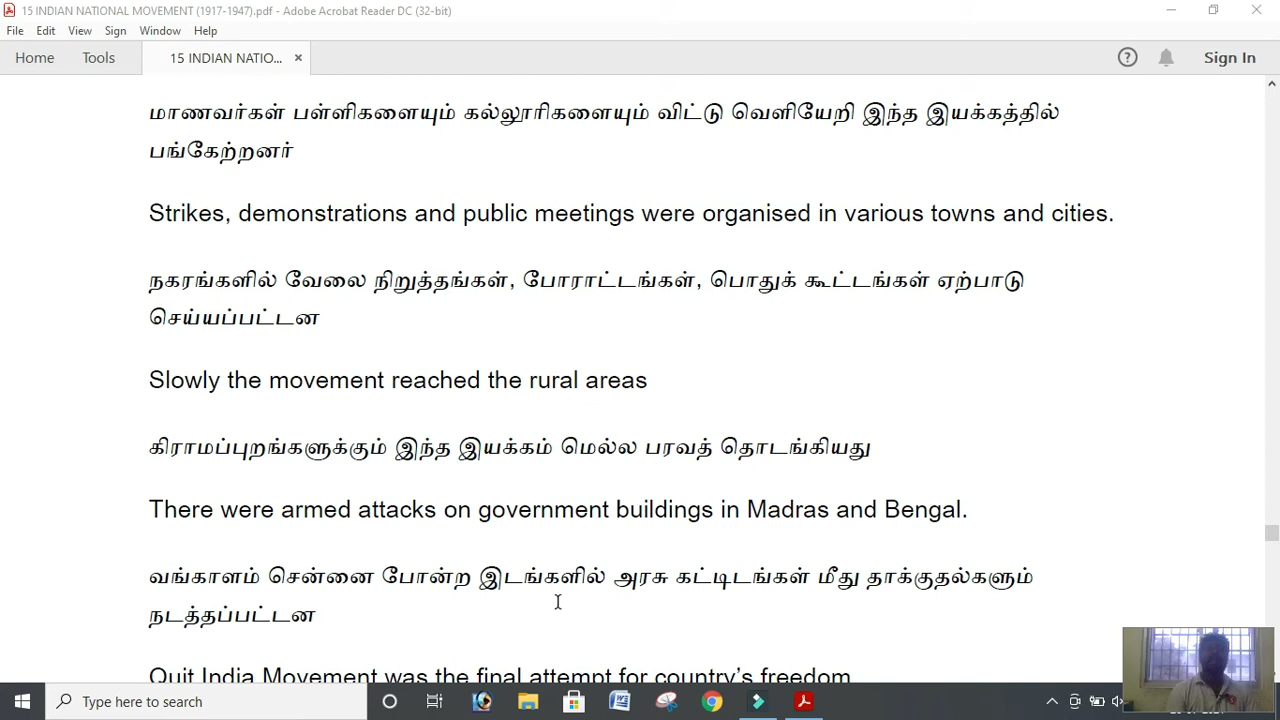 15 INDIAN NATIONAL MOVEMENT (1917-1947).pdf - Adobe Acrobat Reader DC (32-bit)
File Edit View Sign Window Help
Home Tools 15 INDIAN NATIO... Sign In
மாணவர்கள் பள்ளிகளையும் கல்லூரிகளையும் விட்டு வெளியேறி இந்த இயக்கத்தில்
பங்கேற்றனர்
Strikes, demonstrations and public meetings were organised in various towns and cities.
நகரங்களில் வேலை நிறுத்தங்கள், போராட்டங்கள், பொதுக் கூட்டங்கள் ஏற்பாடு
செய்யப்பட்டன
Slowly the movement reached the rural areas
கிராமப்புறங்களுக்கும் இந்த இயக்கம் மெல்ல பரவத் தொடங்கியது
There were armed attacks on government buildings in Madras and Bengal.
வங்காளம் சென்னை போன்ற இடங்களில் அரசு கட்டிடங்கள் மீது தாக்குதல்களும்
நடத்தப்பட்டன
Quit India Movement was the final attempt for country's freedom
Type here to search